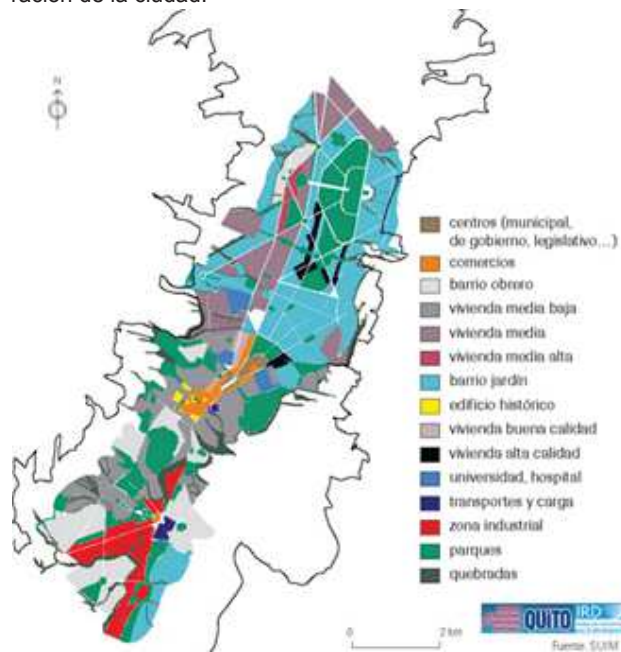 ración de la ciudad.
N
centros (municipal,
de gobierno, legislativo...)
comercios
barrio obrero
vivienda media baja
vivienda media
vivienda media alta
barrio jardín
edificio histórico
vivienda buena calidad
vivienda alta calidad
universidad, hospital
transportes y carga
zona industrial
parques
quebradas
QUITO IRD
0 2 km
Fuente: SUIM